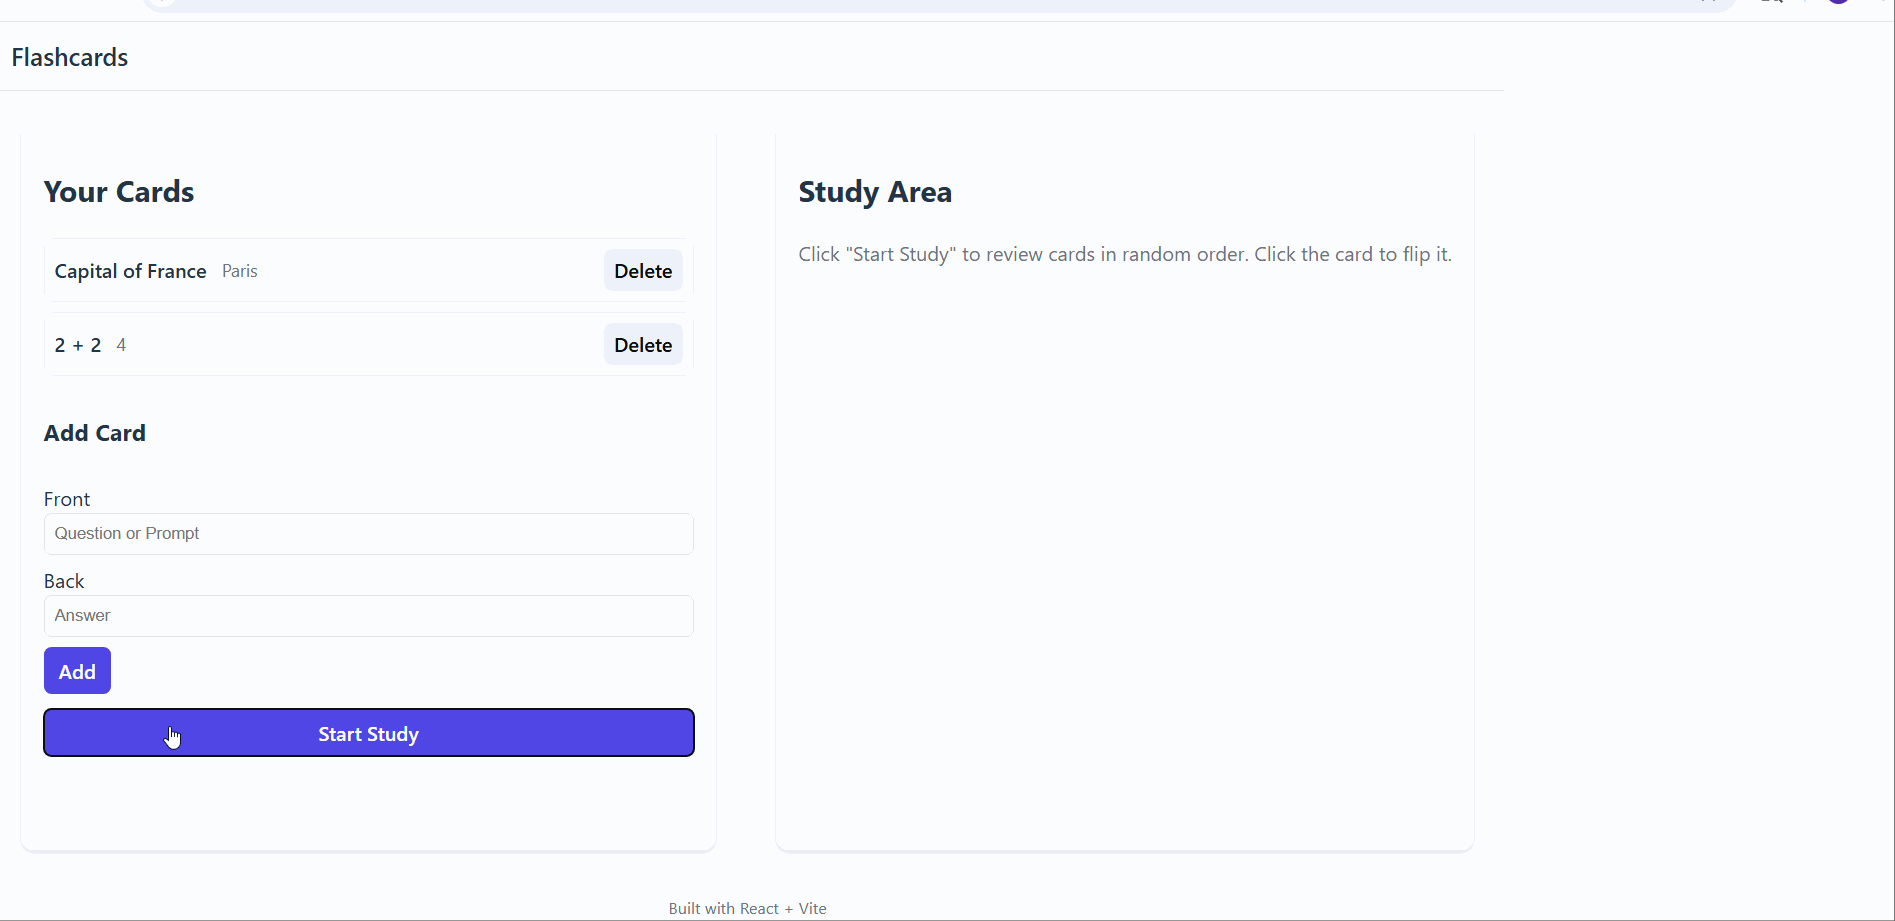 Flashcards
Your Cards
Capital of France Paris Delete
2 + 2 4 Delete
Add Card
Front
Question or Prompt
Back
Answer
Add
Start Study
Study Area
Click "Start Study" to review cards in random order. Click the card to flip it.
Built with React + Vite